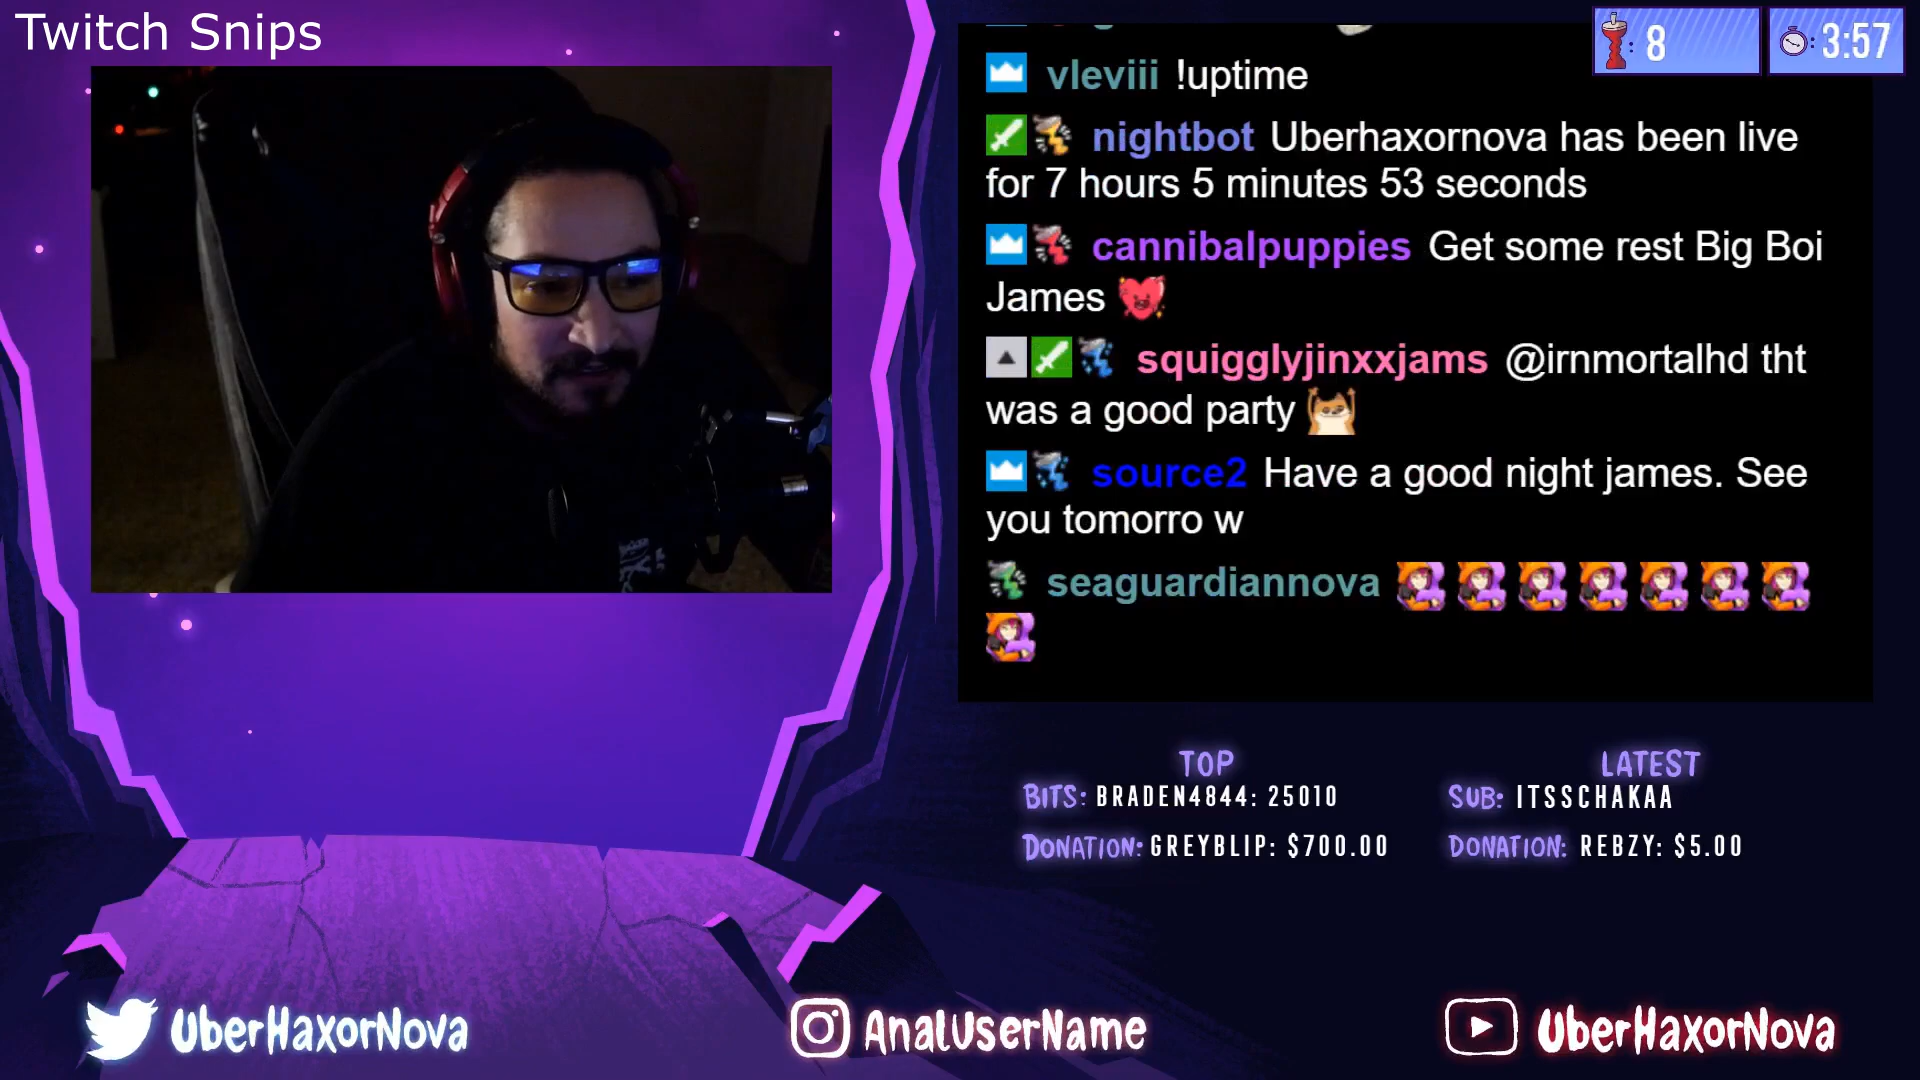 Twitch Snips
: 8
: 3:57
vleviii !uptime
nightbot Uberhaxornova has been live
for 7 hours 5 minutes 53 seconds
cannibalpuppies Get some rest Big Boi
James
squigglyjinxxjams @irnmortalhd tht
was a good party
source2 Have a good night james. See
you tomorro w
seaguardiannova
TOP
BITS: BRADEN4844: 25010
DONATION: GREYBLIP: $700.00
LATEST
SUB: ITSSCHAKAA
DONATION: REBZY: $5.00
UberHaxorNova
AnalUserName
UberHaxorNova